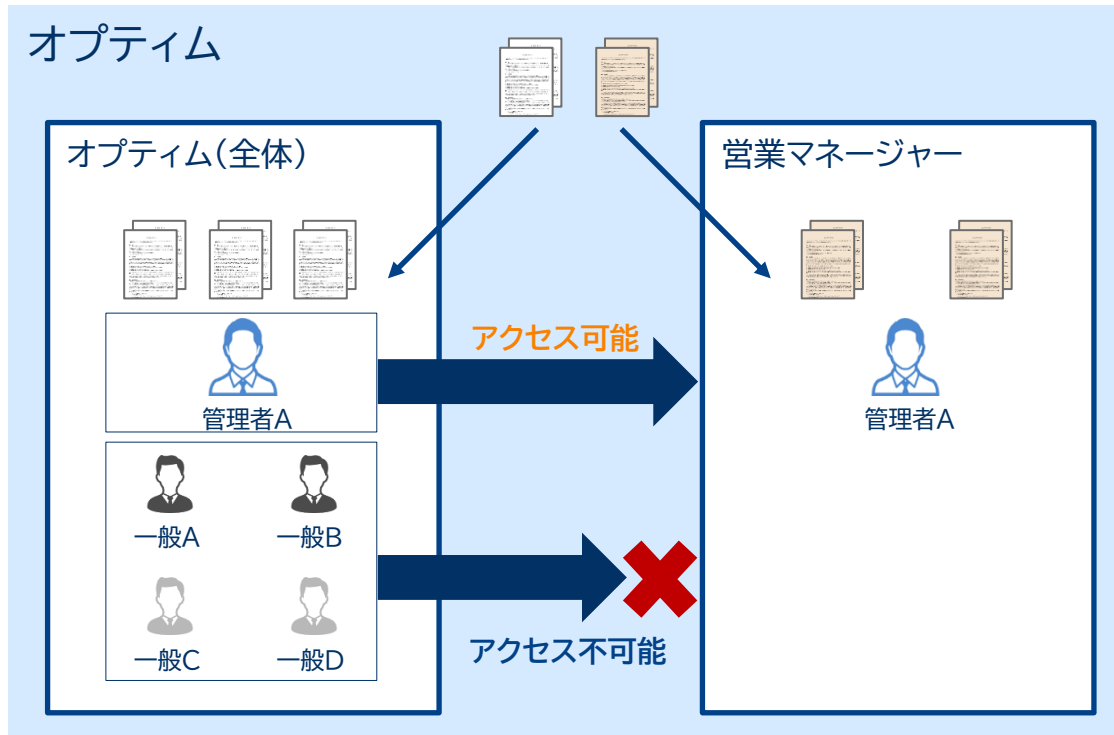 オプティム
オプティム(全体)
営業マネージャー
アクセス可能
管理者A
管理者A
一般A
一般B
一般C
一般D
アクセス不可能